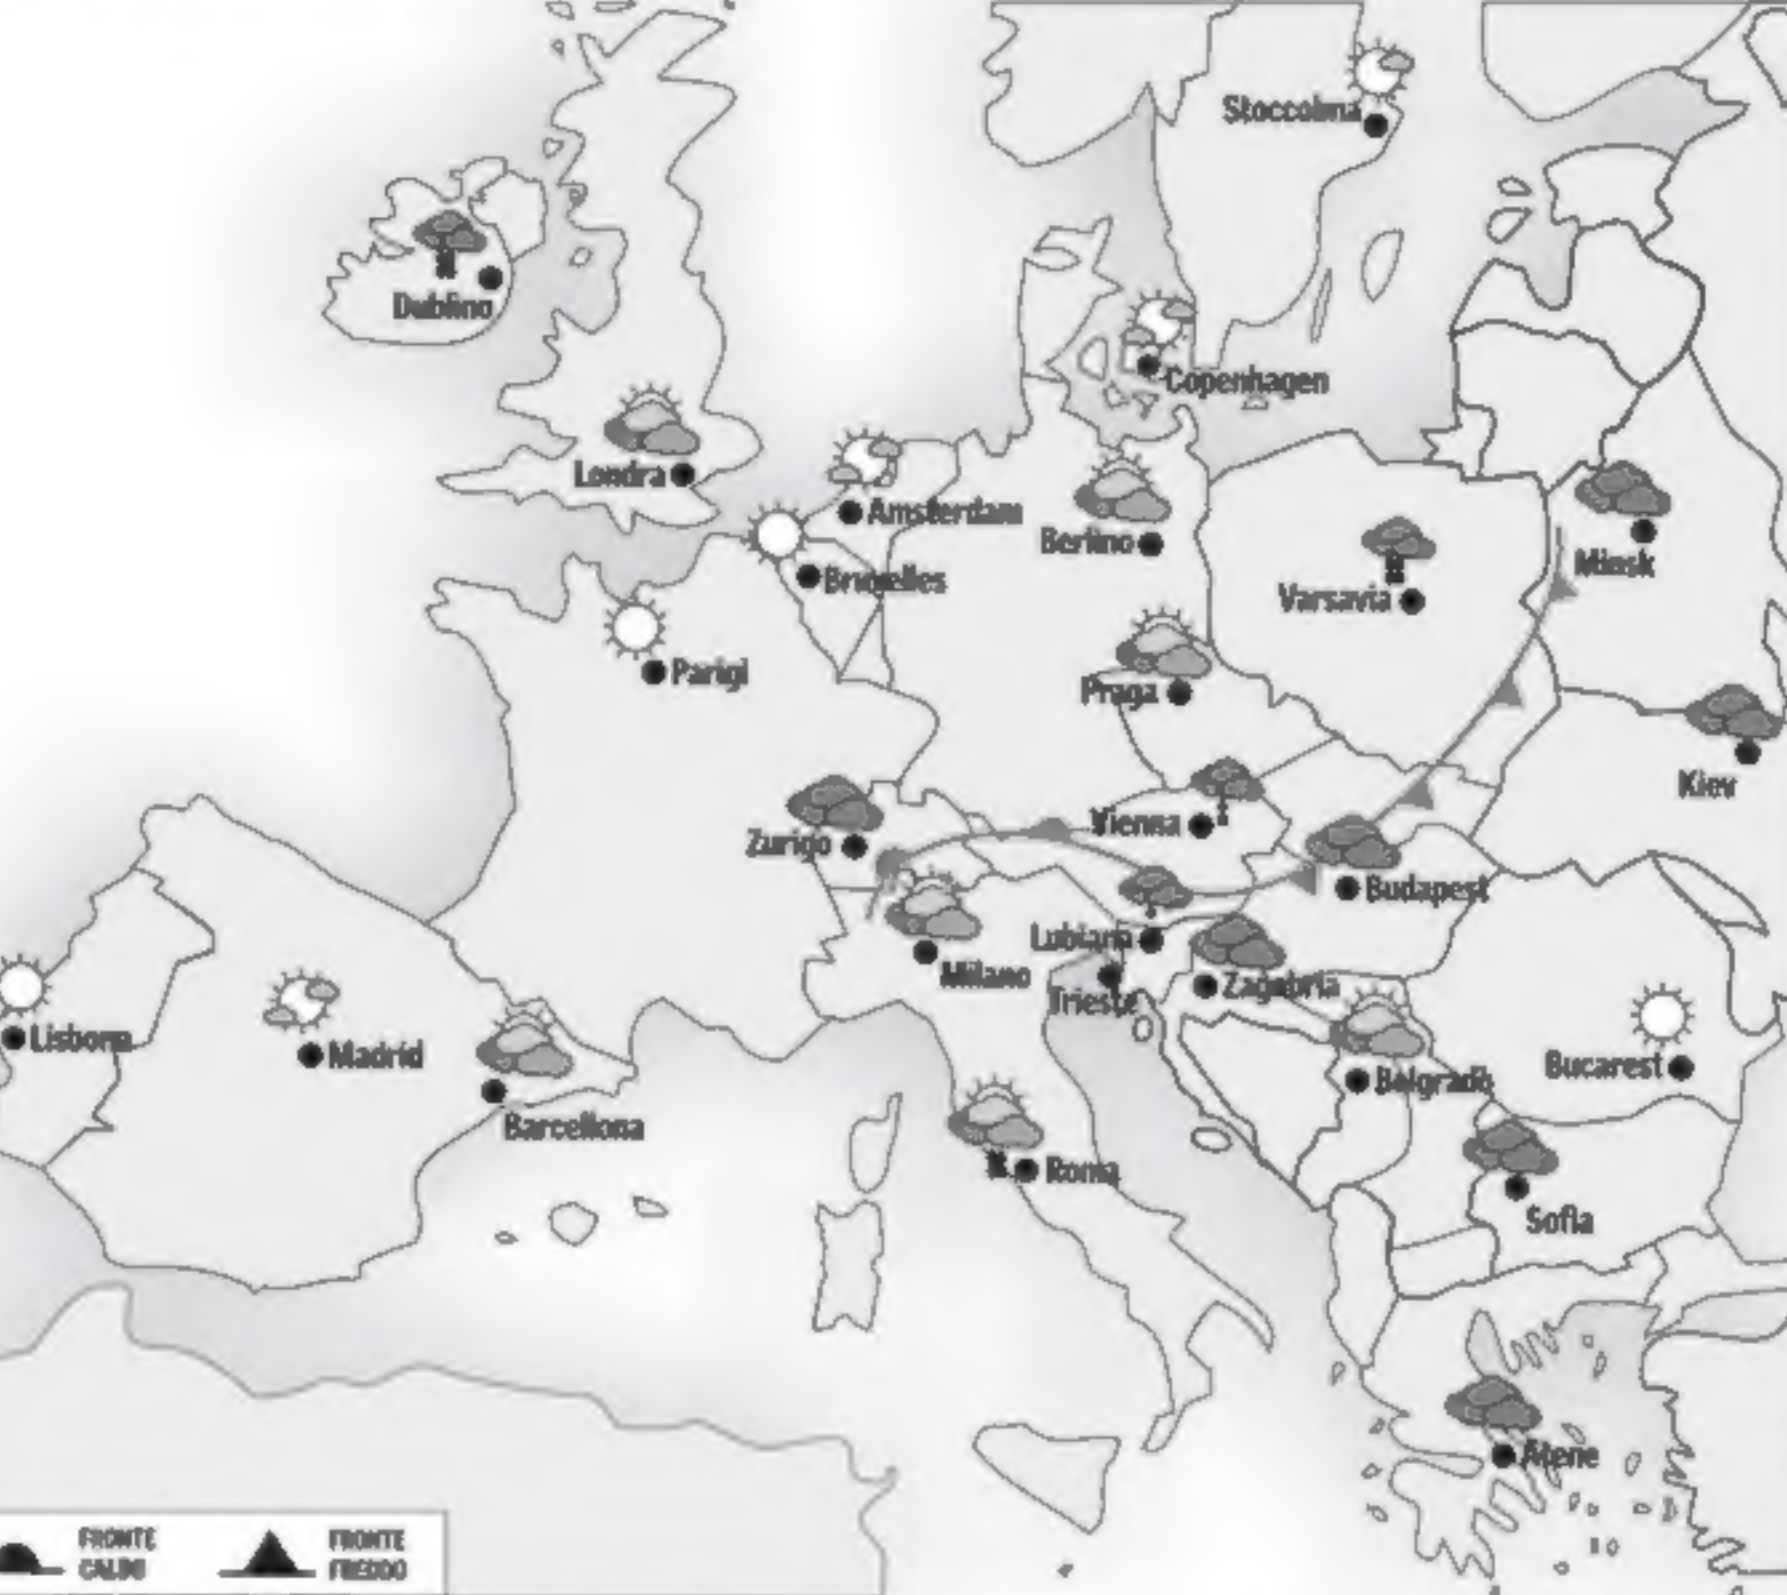 Stoccolma
Dublino
Copenhagen
Londra
Amsterdam
Berlino
Minsk
Bruxelles
Varsavia
Parigi
Praga
Kiev
Vienna
Zurigo
Budapest
Lubiana
Milano
Zagabria
Trieste
Lisbona
Madrid
Bucarest
Belgrado
Barcellona
Roma
Sofia
Atene
FRONTE
CALDO
FRONTE
FREDDO